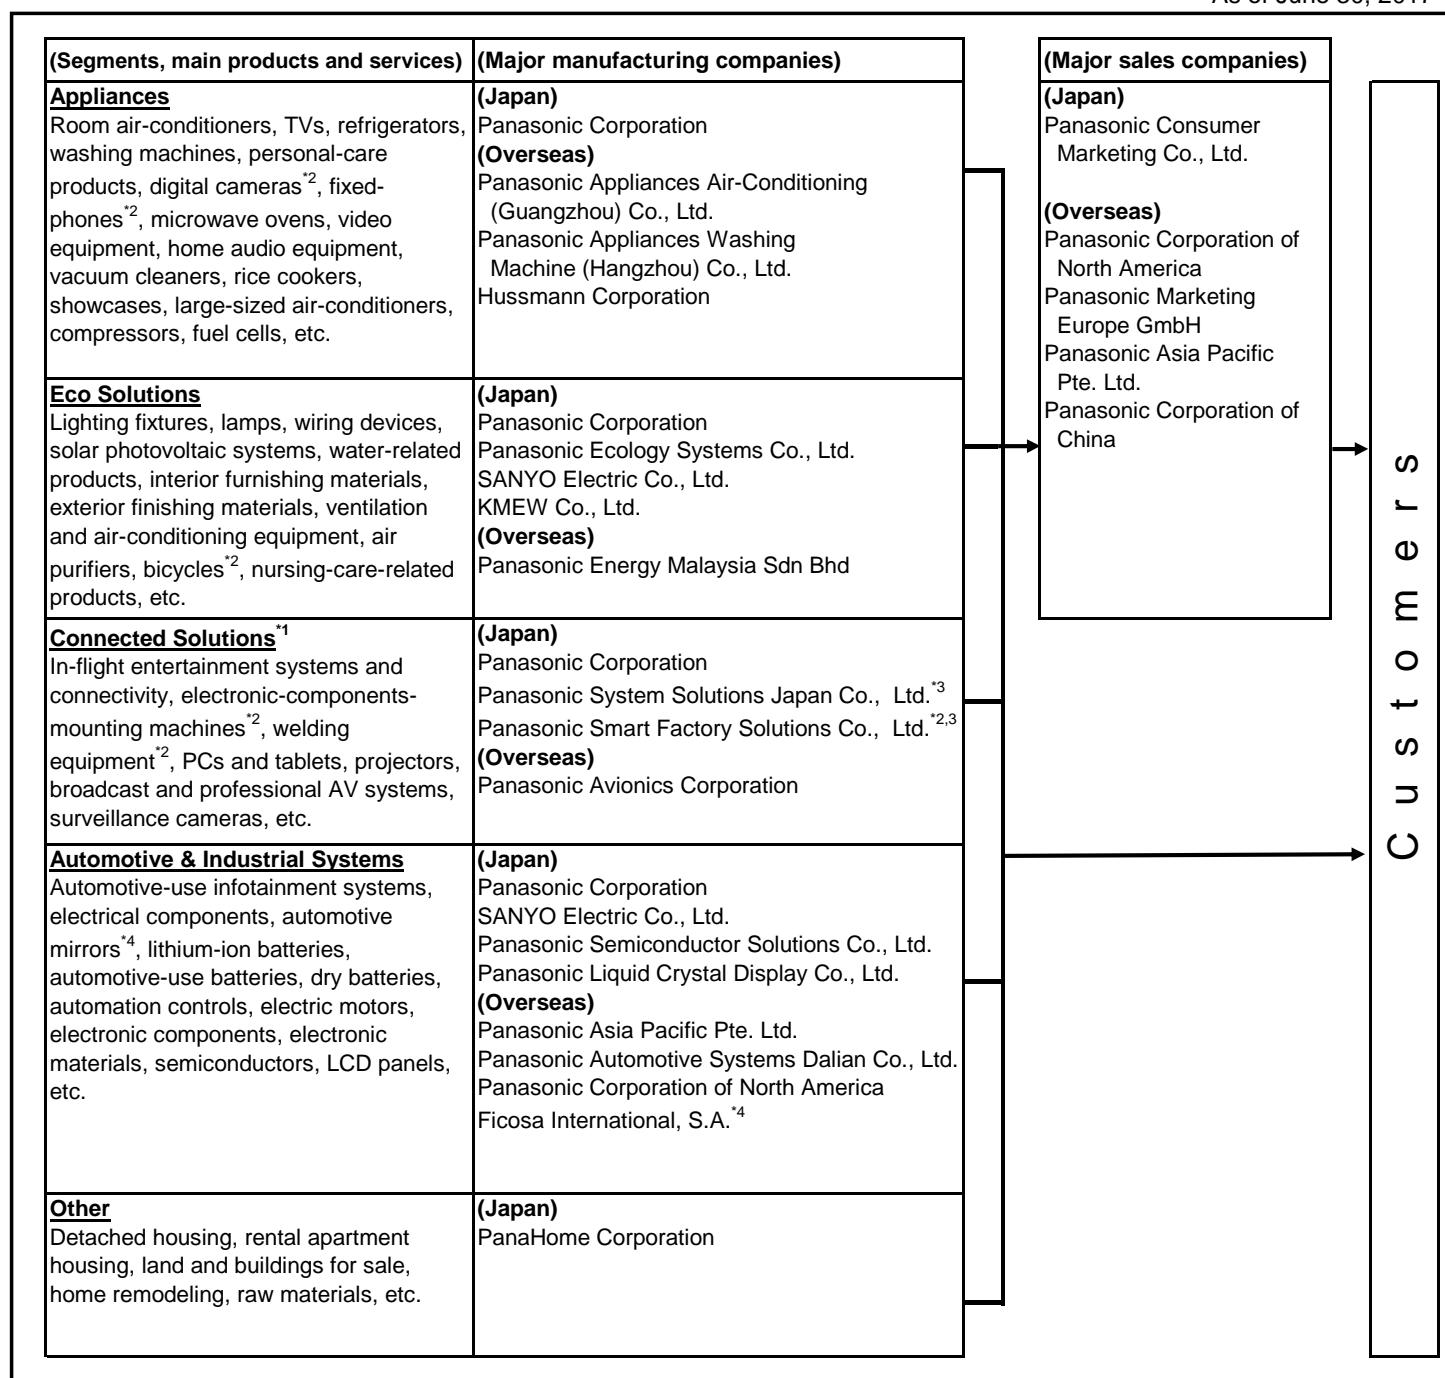 As of June 30, 2017
(Segments, main products and services)
(Major manufacturing companies)
(Major sales companies)
Appliances
Room air-conditioners, TVs, refrigerators,
washing machines, personal-care
products, digital cameras*2, fixed-
phones*2, microwave ovens, video
equipment, home audio equipment,
vacuum cleaners, rice cookers,
showcases, large-sized air-conditioners,
compressors, fuel cells, etc.
(Japan)
Panasonic Corporation
(Overseas)
Panasonic Appliances Air-Conditioning
(Guangzhou) Co., Ltd.
Panasonic Appliances Washing
Machine (Hangzhou) Co., Ltd.
Hussmann Corporation
Eco Solutions
Lighting fixtures, lamps, wiring devices,
solar photovoltaic systems, water-related
products, interior furnishing materials,
exterior finishing materials, ventilation
and air-conditioning equipment, air
purifiers, bicycles*2, nursing-care-related
products, etc.
(Japan)
Panasonic Corporation
Panasonic Ecology Systems Co., Ltd.
SANYO Electric Co., Ltd.
KMEW Co., Ltd.
(Overseas)
Panasonic Energy Malaysia Sdn Bhd
Connected Solutions*1
In-flight entertainment systems and
connectivity, electronic-components-
mounting machines*2, welding
equipment*2, PCs and tablets, projectors,
broadcast and professional AV systems,
surveillance cameras, etc.
(Japan)
Panasonic Corporation
Panasonic System Solutions Japan Co., Ltd.*3
Panasonic Smart Factory Solutions Co., Ltd.*2,3
(Overseas)
Panasonic Avionics Corporation
Automotive & Industrial Systems
Automotive-use infotainment systems,
electrical components, automotive
mirrors*4, lithium-ion batteries,
automotive-use batteries, dry batteries,
automation controls, electric motors,
electronic components, electronic
materials, semiconductors, LCD panels,
etc.
(Japan)
Panasonic Corporation
SANYO Electric Co., Ltd.
Panasonic Semiconductor Solutions Co., Ltd.
Panasonic Liquid Crystal Display Co., Ltd.
(Overseas)
Panasonic Asia Pacific Pte. Ltd.
Panasonic Automotive Systems Dalian Co., Ltd.
Panasonic Corporation of North America
Ficosa International, S.A.*4
Other
Detached housing, rental apartment
housing, land and buildings for sale,
home remodeling, raw materials, etc.
(Japan)
PanaHome Corporation
(Japan)
Panasonic Consumer
Marketing Co., Ltd.
(Overseas)
Panasonic Corporation of
North America
Panasonic Marketing
Europe GmbH
Panasonic Asia Pacific
Pte. Ltd.
Panasonic Corporation of
China
Customers